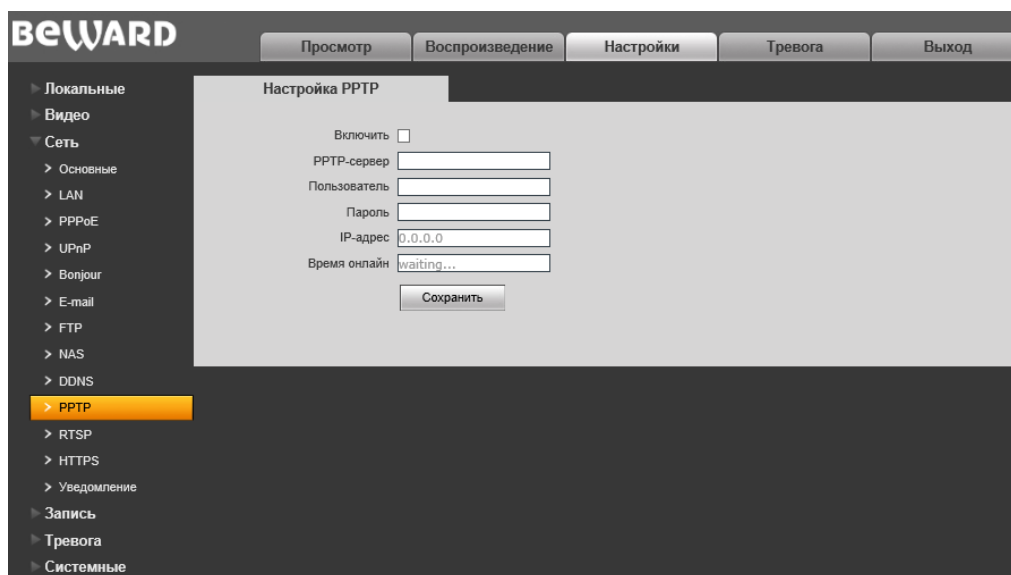 BEWARD
Просмотр Воспроизведение Настройки Тревога Выход
Локальные
Видео
Сеть
> Основные
> LAN
> PPPoE
> UPnP
> Bonjour
> E-mail
> FTP
> NAS
> DDNS
> PPTP
> RTSP
> HTTPS
> Уведомление
Запись
Тревога
Системные
Настройка PPTP
Включить
PPTP-сервер
Пользователь
Пароль
IP-адрес 0.0.0.0
Время онлайн waiting...
Сохранить